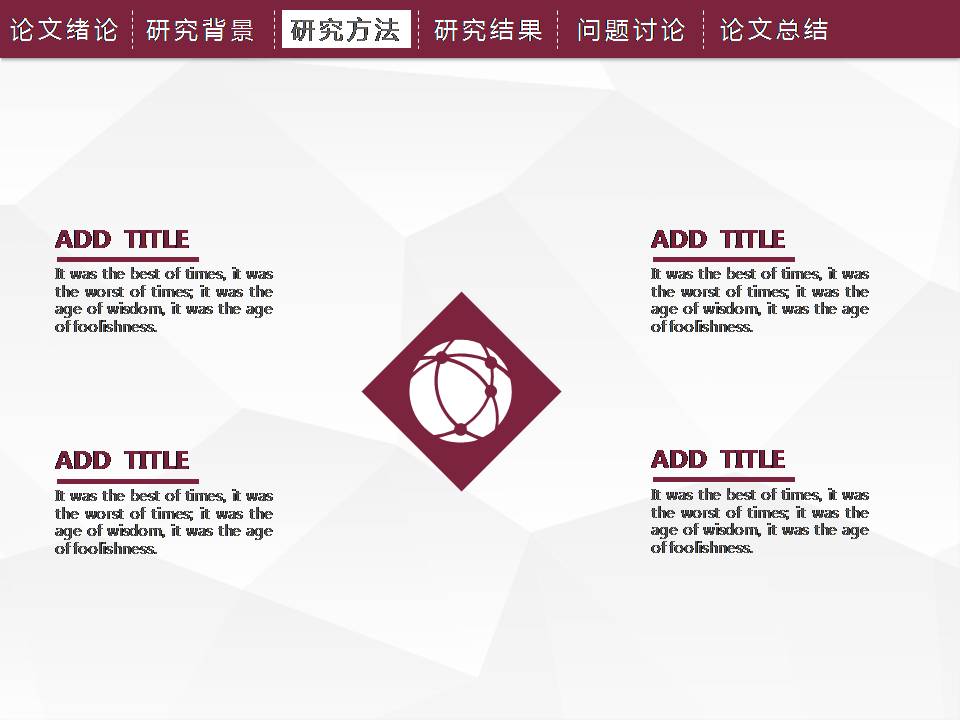 论文绪论 研究背景 研究方法 研究结果 问题讨论 论文总结
ADD TITLE
It was the best of times, it was
the worst of times; it was the
age of wisdom, it was the age
of foolishness.
ADD TITLE
It was the best of times, it was
the worst of times; it was the
age of wisdom, it was the age
of foolishness.
ADD TITLE
It was the best of times, it was
the worst of times; it was the
age of wisdom, it was the age
of foolishness.
ADD TITLE
It was the best of times, it was
the worst of times; it was the
age of wisdom, it was the age
of foolishness.